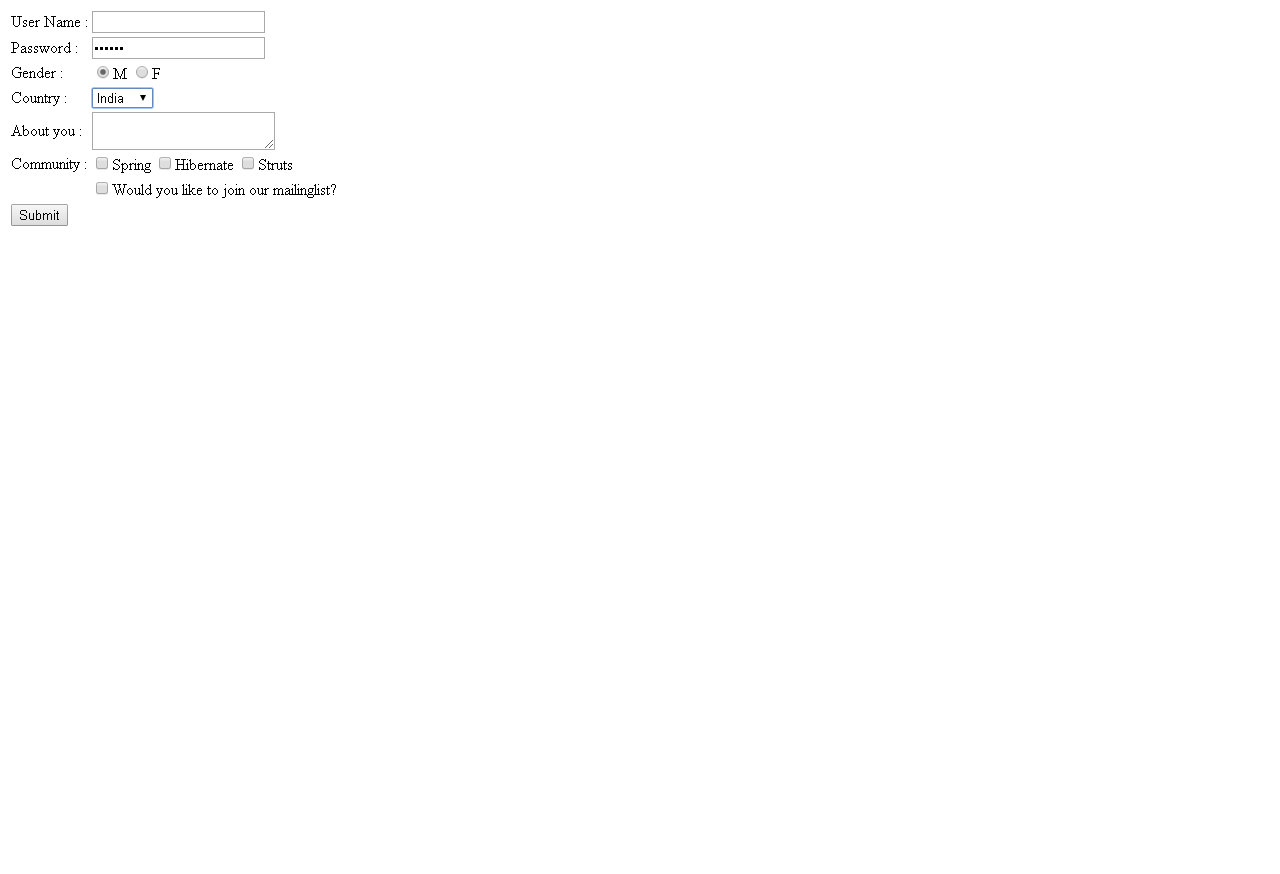 User Name :
Password : ••••••
Gender : M F
Country : India
About you :
Community : Spring Hibernate Struts
Would you like to join our mailinglist?
Submit